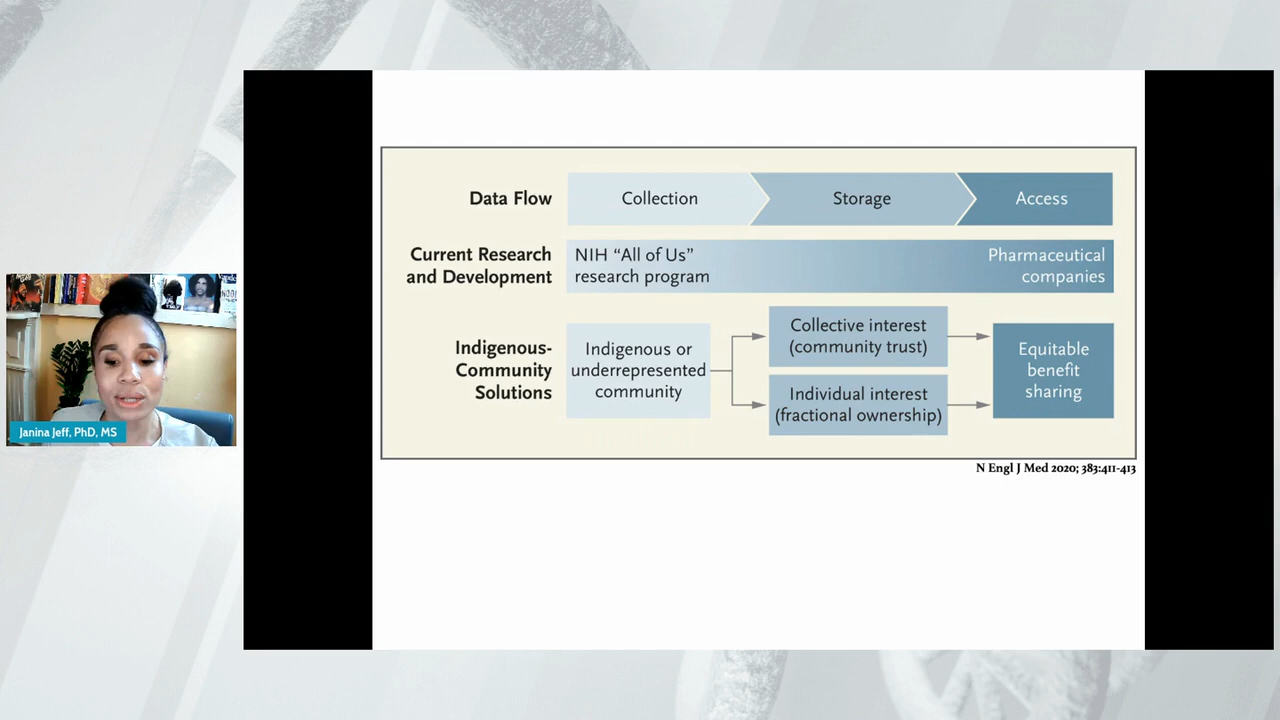 Data Flow
Collection
Storage
Access
Current Research
and Development
NIH “All of Us”
research program
Pharmaceutical
companies
Indigenous-
Community
Solutions
Indigenous or
underrepresented
community
Collective interest
(community trust)
Individual interest
(fractional ownership)
Equitable
benefit
sharing
N Engl J Med 2020; 383:411-413
Janina Jeff, PhD, MS